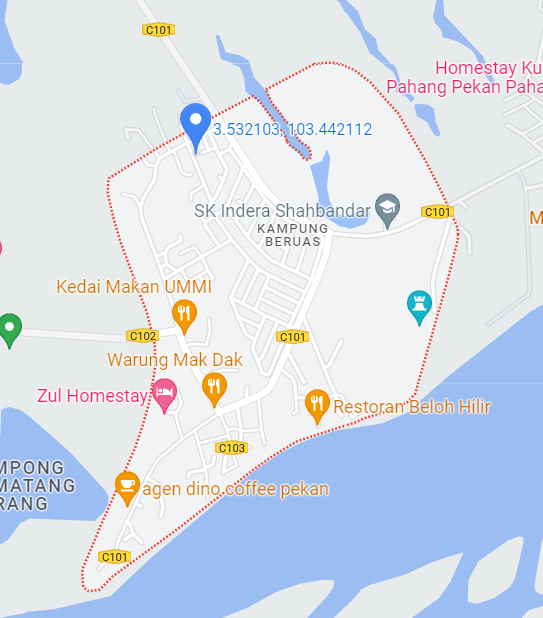 C101
Homestay Ku
Pahang Pekan Paha
3.532103, 103.442112
SK Indera Shahbandar
C101
M
KAMPUNG
BERUAS
Kedai Makan UMMI
C102
C101
Warung Mak Dak
Zul Homestay
Restoran Beloh Hilir
C103
MPONG
MATANG
RANG
agen dino coffee pekan
C101